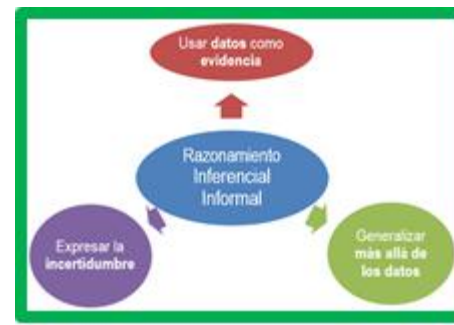 Usar datos como
evidencia
Razonamiento
Inferencial
Informal
Expresar la
incertidumbre
Generalizar
más allá de
los datos